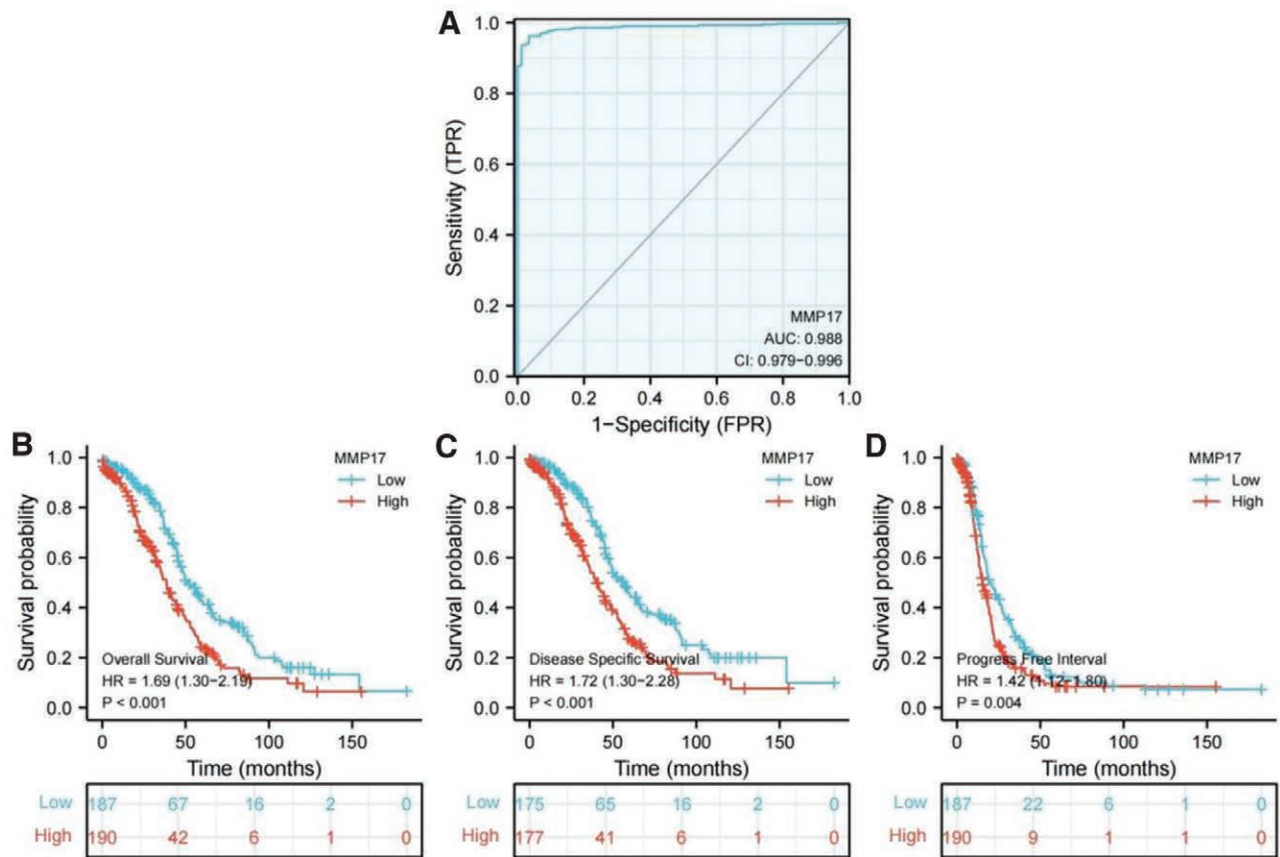 A
1.0
0.8
0.6
0.4
0.2
0.0
Sensitivity (TPR)
MMP17
AUC: 0.988
CI: 0.979−0.996
0.0 0.2 0.4 0.6 0.8 1.0
1−Specificity (FPR)
B
1.0
0.8
0.6
0.4
0.2
0.0
Survival probability
MMP17
Low
High
Overall Survival
HR = 1.69 (1.30−2.19)
P < 0.001
0 50 100 150
Time (months)
Low 187 67 16 2 0
High 190 42 6 1 0
C
1.0
0.8
0.6
0.4
0.2
0.0
Survival probability
MMP17
Low
High
Disease Specific Survival
HR = 1.72 (1.30−2.28)
P < 0.001
0 50 100 150
Time (months)
Low 175 65 16 2 0
High 177 41 6 1 0
D
1.0
0.8
0.6
0.4
0.2
0.0
Survival probability
MMP17
Low
High
Progress Free Interval
HR = 1.42 (1.12−1.80)
P = 0.004
0 50 100 150
Time (months)
Low 187 22 6 1 0
High 190 9 1 1 0